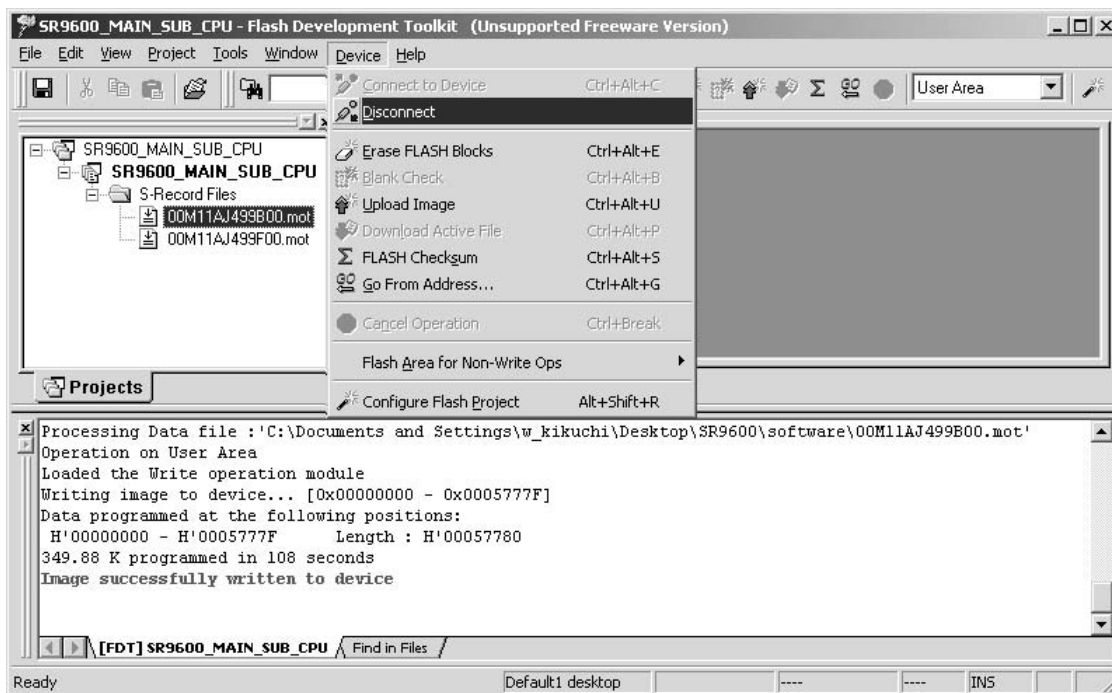 SR9600_MAIN_SUB_CPU - Flash Development Toolkit (Unsupported Freeware Version)
File Edit View Project Tools Window Device Help
User Area
Connect to Device Ctrl+Alt+C
Disconnect
Erase FLASH Blocks Ctrl+Alt+E
Blank Check Ctrl+Alt+B
Upload Image Ctrl+Alt+U
Download Active File Ctrl+Alt+P
FLASH Checksum Ctrl+Alt+S
Go From Address... Ctrl+Alt+G
Cancel Operation Ctrl+Break
Flash Area for Non-Write Ops
Configure Flash Project Alt+Shift+R
SR9600_MAIN_SUB_CPU
SR9600_MAIN_SUB_CPU
S-Record Files
00M11AJ499B00.mot
00M11AJ499F00.mot
Projects
Processing Data file :'C:\Documents and Settings\w_kikuchi\Desktop\SR9600\software\00M11AJ499B00.mot'
Operation on User Area
Loaded the Write operation module
Writing image to device... [0x00000000 - 0x0005777F]
Data programmed at the following positions:
H'00000000 - H'0005777F Length : H'00057780
349.88 K programmed in 108 seconds
Image successfully written to device
[FDT] SR9600_MAIN_SUB_CPU Find in Files
Ready Default1 desktop ---- ---- INS